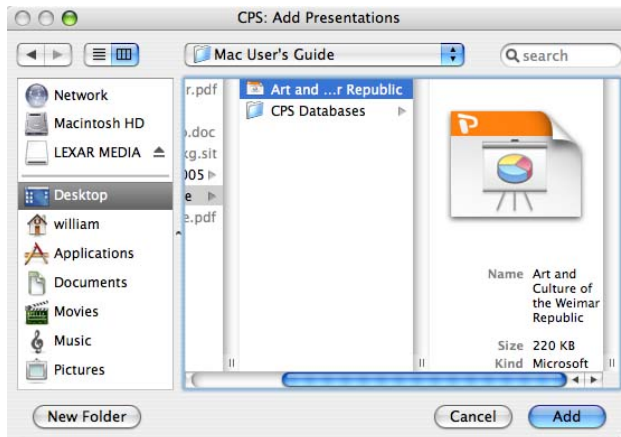 CPS: Add Presentations
Mac User's Guide
search
Network
Macintosh HD
LEXAR MEDIA
Desktop
william
Applications
Documents
Movies
Music
Pictures
r.pdf
.doc
kg.sit
005
e
e.pdf
Art and ...r Republic
CPS Databases
P
Name Art and
Culture of
the Weimar
Republic
Size 220 KB
Kind Microsoft
New Folder
Cancel
Add